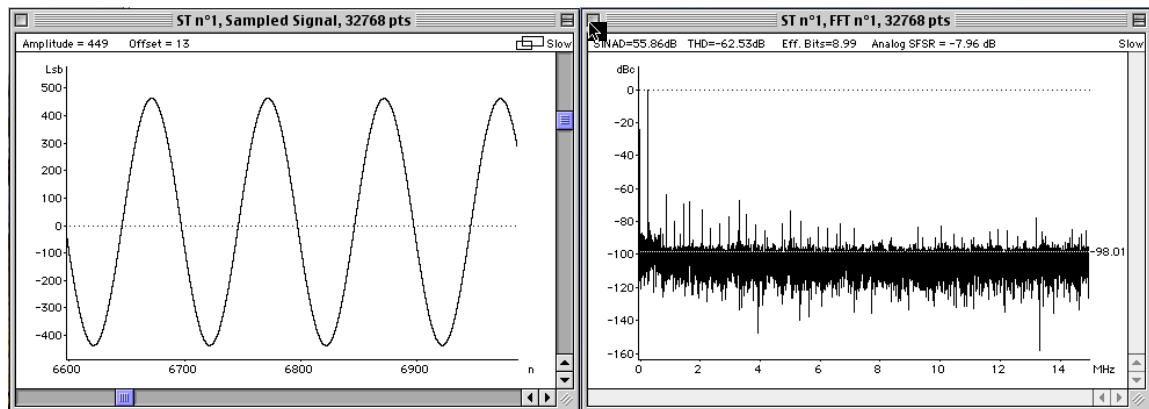 ST n°1, Sampled Signal, 32768 pts
Amplitude = 449 Offset = 13 Slow
Lsb
500
400
300
200
100
0
-100
-200
-300
-400
6600 6700 6800 6900 n
ST n°1, FFT n°1, 32768 pts
SINAD=55.86dB THD=-62.53dB Eff. Bits=8.99 Analog SFSR = -7.96 dB Slow
dBc
0
-20
-40
-60
-80
-100
-120
-140
-160
-98.01
0 2 4 6 8 10 12 14 MHz